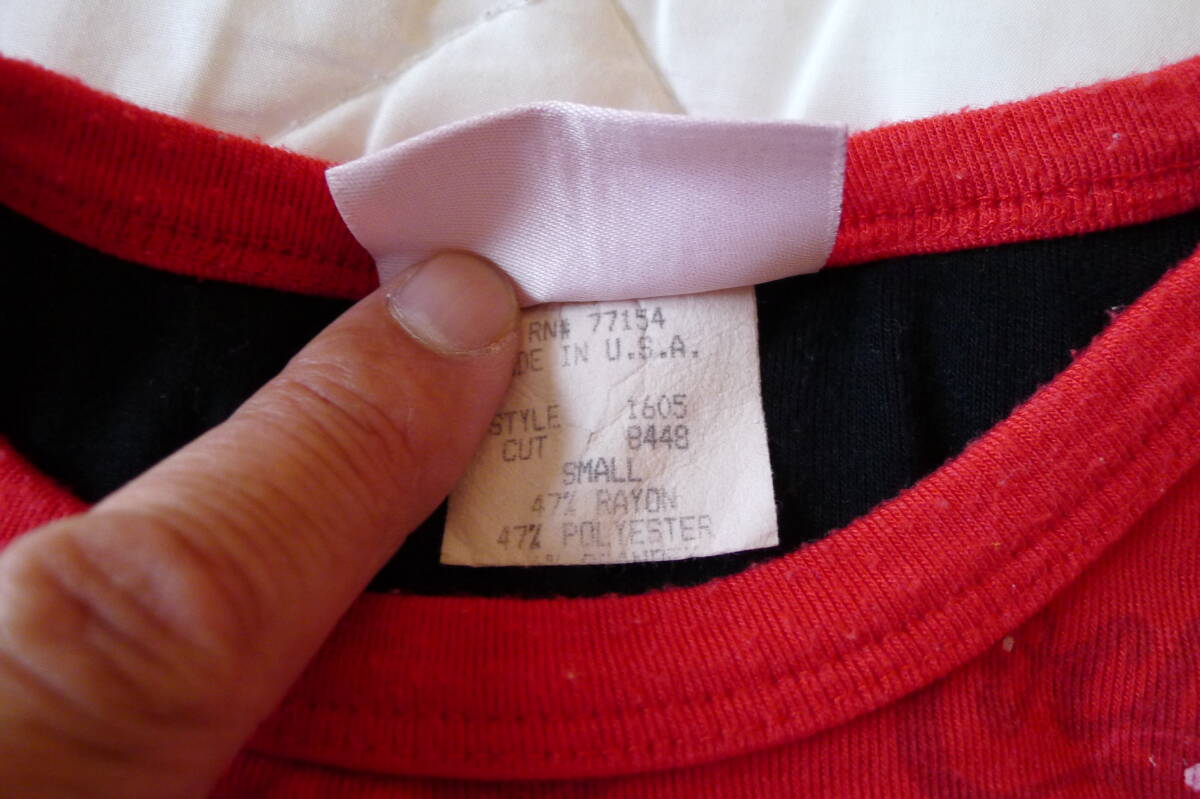 RN# 77154
DE IN U.S.A.
STYLE 1605
CUT 8448
SMALL
47% RAYON
47% POLYESTER